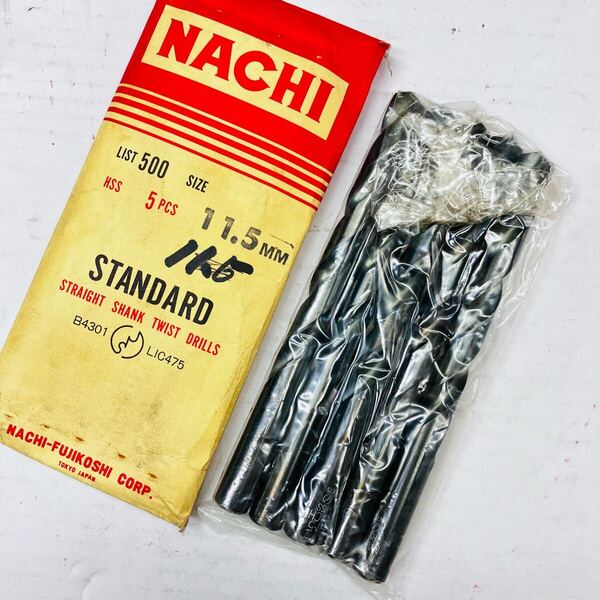 NACHI
LIST 500 SIZE
HSS 5 PCS 11.5 MM
11.5
STANDARD
STRAIGHT SHANK TWIST DRILLS
B4301 LIC475
NACHI-FUJIKOSHI CORP.
TOKYO JAPAN